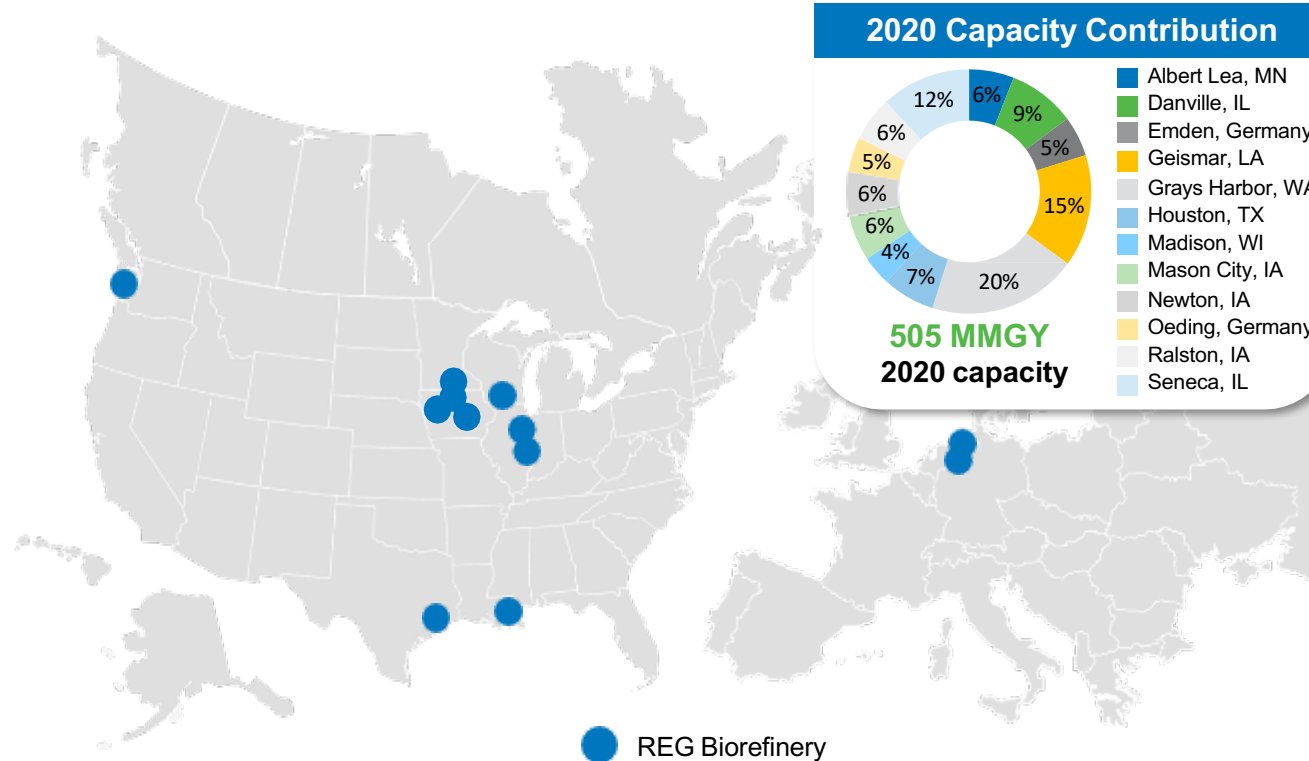 2020 Capacity Contribution
6%
9%
5%
15%
20%
7%
4%
6%
6%
5%
6%
12%
505 MMGY
2020 capacity
Albert Lea, MN
Danville, IL
Emden, Germany
Geismar, LA
Grays Harbor, WA
Houston, TX
Madison, WI
Mason City, IA
Newton, IA
Oeding, Germany
Ralston, IA
Seneca, IL
REG Biorefinery